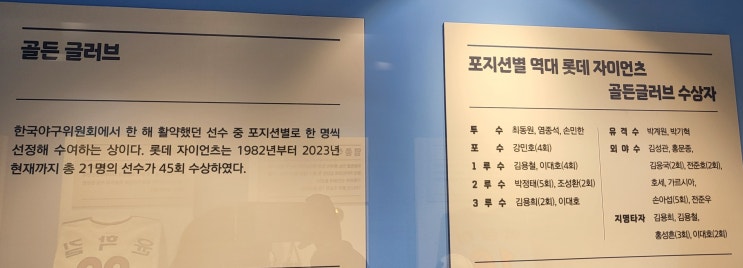 골든 글러브
한국야구위원회에서 한 해 활약했던 선수 중 포지션별로 한 명씩
선정해 수여하는 상이다. 롯데 자이언츠는 1982년부터 2023년
현재까지 총 21명의 선수가 45회 수상하였다.
포지션별 역대 롯데 자이언츠
골든글러브 수상자
투 수 최동원, 염종석, 손민한
포 수 강민호(4회)
1 루 수 김용철, 이대호(4회)
2 루 수 박정태(5회), 조성환(2회)
3 루 수 김용희(2회), 이대호
유 격 수 박계원, 박기혁
외 야 수 김성관, 홍문종,
김응국(2회), 전준호(2회),
호세, 가르시아,
손아섭(5회), 전준우
지명타자 김용희, 김용철,
홍성흔(3회), 이대호(2회)
윤학길